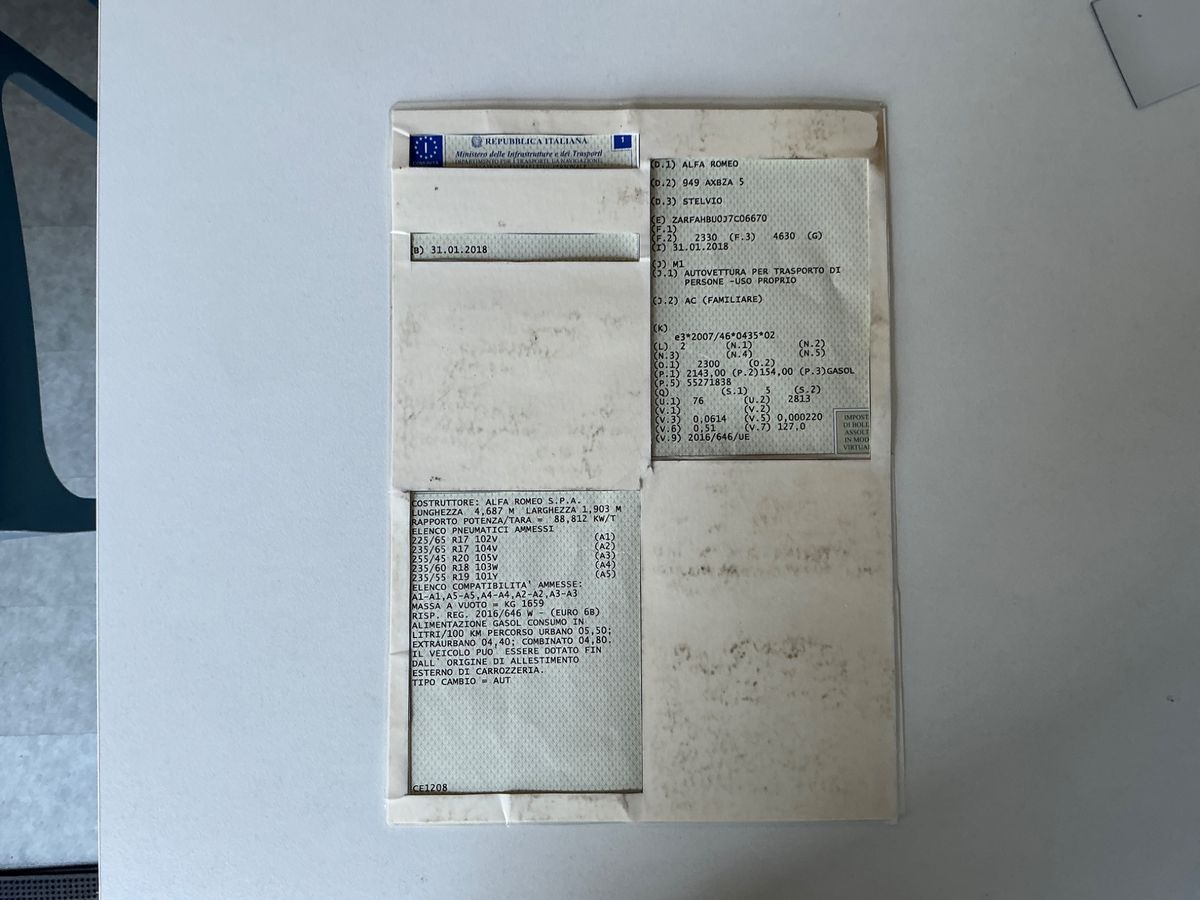 REPUBBLICA ITALIANA
1
I
Ministero delle Infrastrutture e dei Trasporti
B) 31.01.2018
(D.1) ALFA ROMEO
(D.2) 949 AXBZA 5
(D.3) STELVIO
(E) ZARFAHBU0J7C06670
(F.1)
(F.2) 2330 (F.3) 4630 (G)
(I) 31.01.2018
(J) M1
(J.1) AUTOVETTURA PER TRASPORTO DI
PERSONE -USO PROPRIO
(J.2) AC (FAMILIARE)
(K)
e3*2007/46*0435*02
(L) 2 (N.1) (N.2)
(N.3) (N.4) (N.5)
(O.1) 2300 (O.2)
(P.1) 2143,00 (P.2)154,00 (P.3)GASOL
(P.5) 55271838
(Q) (S.1) 5 (S.2)
(U.1) 76 (U.2) 2813
(V.1) (V.2)
(V.3) 0,0614 (V.5) 0,000220
(V.6) 0,51 (V.7) 127,0
(V.9) 2016/646/UE
IMPOST
DI BOLL
ASSOLT
IN MOD
VIRTUA
COSTRUTTORE: ALFA ROMEO S.P.A.
LUNGHEZZA 4,687 M LARGHEZZA 1,903 M
RAPPORTO POTENZA/TARA = 88,812 KW/T
ELENCO PNEUMATICI AMMESSI
225/65 R17 102V (A1)
235/65 R17 104V (A2)
255/45 R20 105V (A3)
235/60 R18 103W (A4)
235/55 R19 101Y (A5)
ELENCO COMPATIBILITA' AMMESSE:
A1-A1,A5-A5,A4-A4,A2-A2,A3-A3
MASSA A VUOTO = KG 1659
RISP. REG. 2016/646 W - (EURO 6B)
ALIMENTAZIONE GASOL CONSUMO IN
LITRI/100 KM PERCORSO URBANO 05,50;
EXTRAURBANO 04,40; COMBINATO 04,80.
IL VEICOLO PUO' ESSERE DOTATO FIN
DALL' ORIGINE DI ALLESTIMENTO
ESTERNO DI CARROZZERIA.
TIPO CAMBIO = AUT
CE1208